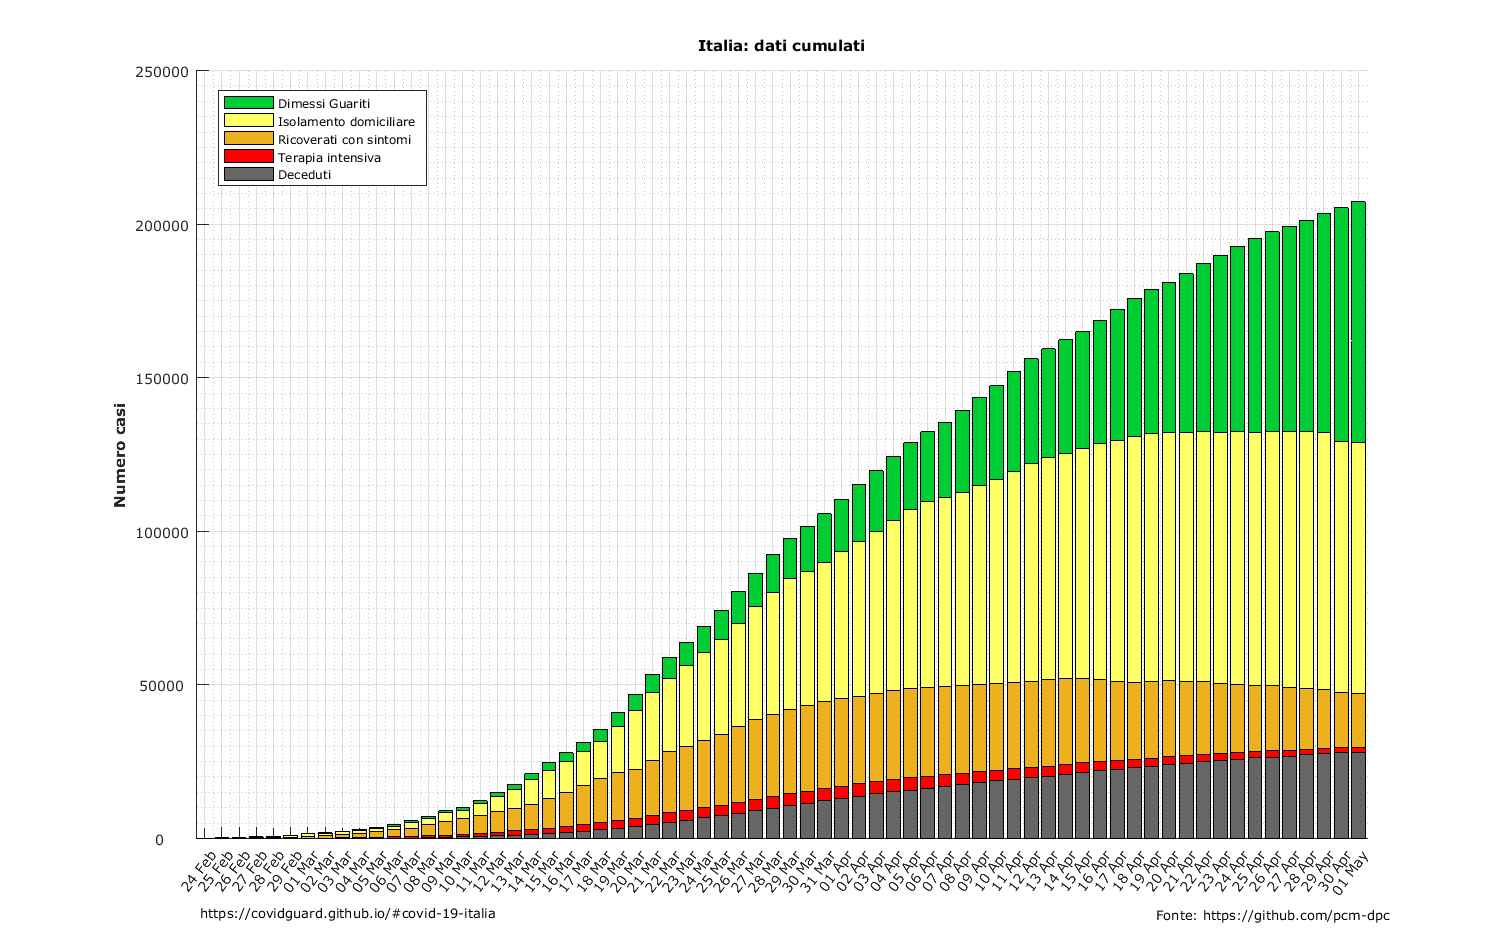 Italia: dati cumulati
250000
200000
150000
100000
50000
0
Numero casi
Dimessi Guariti
Isolamento domiciliare
Ricoverati con sintomi
Terapia intensiva
Deceduti
24 Feb
25 Feb
26 Feb
27 Feb
28 Feb
29 Feb
01 Mar
02 Mar
03 Mar
04 Mar
05 Mar
06 Mar
07 Mar
08 Mar
09 Mar
10 Mar
11 Mar
12 Mar
13 Mar
14 Mar
15 Mar
16 Mar
17 Mar
18 Mar
19 Mar
20 Mar
21 Mar
22 Mar
23 Mar
24 Mar
25 Mar
26 Mar
27 Mar
28 Mar
29 Mar
30 Mar
31 Mar
01 Apr
02 Apr
03 Apr
04 Apr
05 Apr
06 Apr
07 Apr
08 Apr
09 Apr
10 Apr
11 Apr
12 Apr
13 Apr
14 Apr
15 Apr
16 Apr
17 Apr
18 Apr
19 Apr
20 Apr
21 Apr
22 Apr
23 Apr
24 Apr
25 Apr
26 Apr
27 Apr
28 Apr
29 Apr
30 Apr
01 May
https://covidguard.github.io/#covid-19-italia
Fonte: https://github.com/pcm-dpc